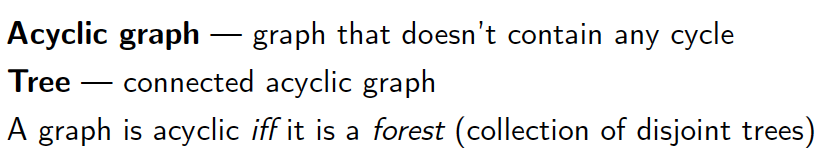 Acyclic graph — graph that doesn't contain any cycle
Tree — connected acyclic graph
A graph is acyclic iff it is a forest (collection of disjoint trees)